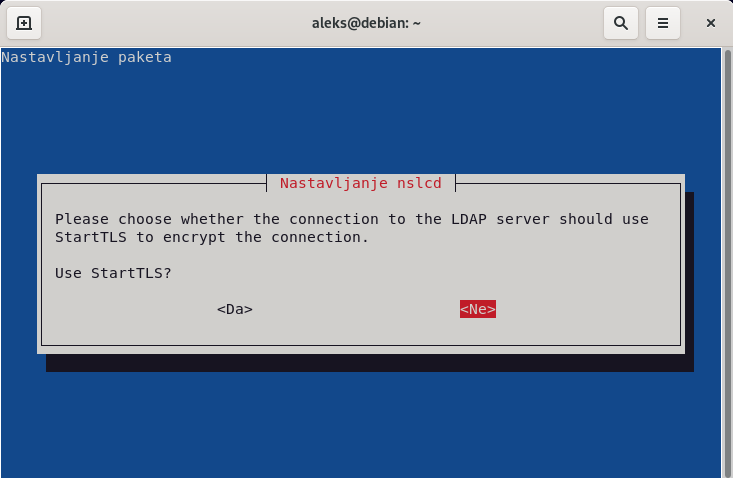 aleks@debian: ~
Nastavljanje paketa
Nastavljanje nslcd
Please choose whether the connection to the LDAP server should use
StartTLS to encrypt the connection.
Use StartTLS?
<Da> <Ne>